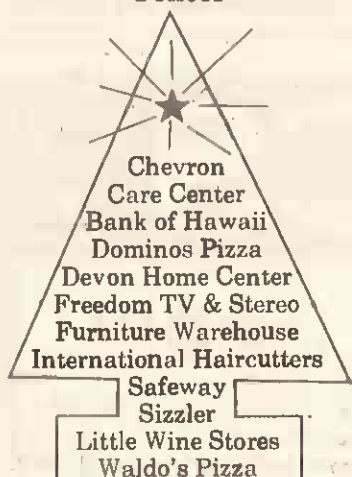 Chevron
Care Center
Bank of Hawaii
Dominos Pizza
Devon Home Center
Freedom TV & Stereo
Furniture Warehouse
International Haircutters
Safeway
Sizzler
Little Wine Stores
Waldo's Pizza